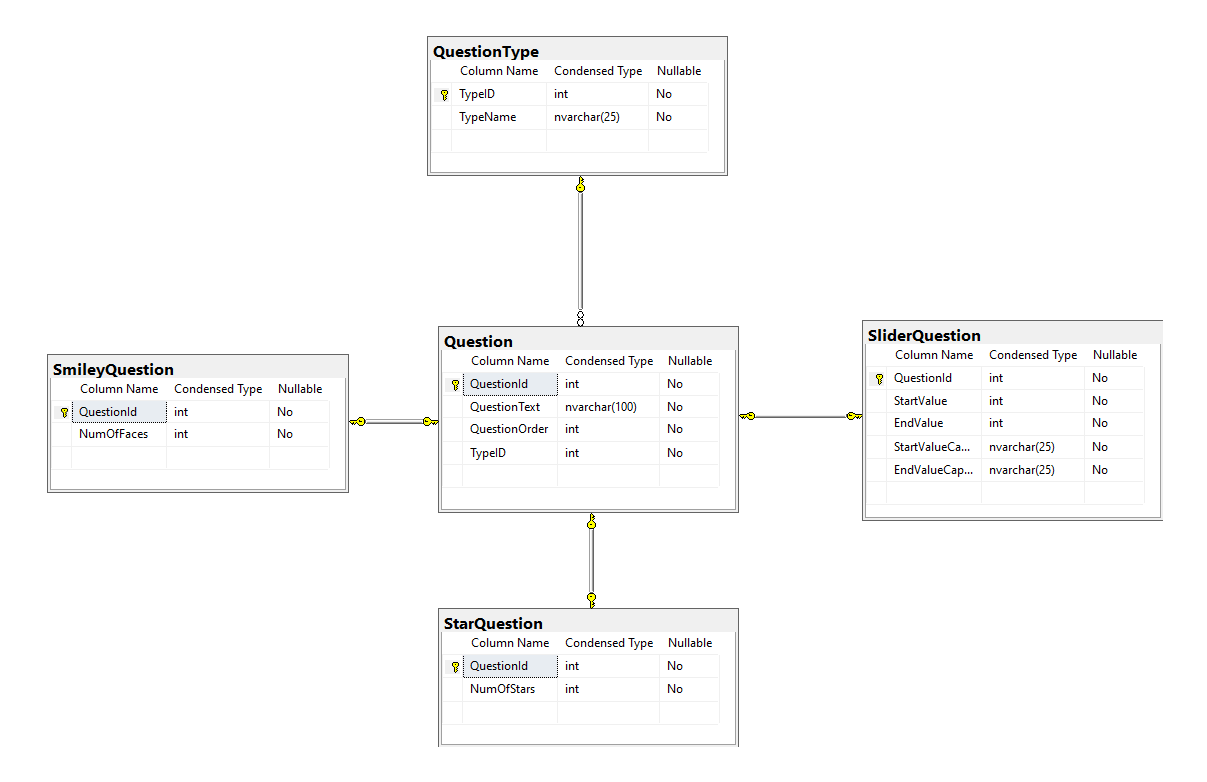 QuestionType
Column Name Condensed Type Nullable
TypeID int No
TypeName nvarchar(25) No
Question
Column Name Condensed Type Nullable
QuestionId int No
QuestionText nvarchar(100) No
QuestionOrder int No
TypeID int No
SliderQuestion
Column Name Condensed Type Nullable
QuestionId int No
StartValue int No
EndValue int No
StartValueCa... nvarchar(25) No
EndValueCap... nvarchar(25) No
SmileyQuestion
Column Name Condensed Type Nullable
QuestionId int No
NumOfFaces int No
StarQuestion
Column Name Condensed Type Nullable
QuestionId int No
NumOfStars int No